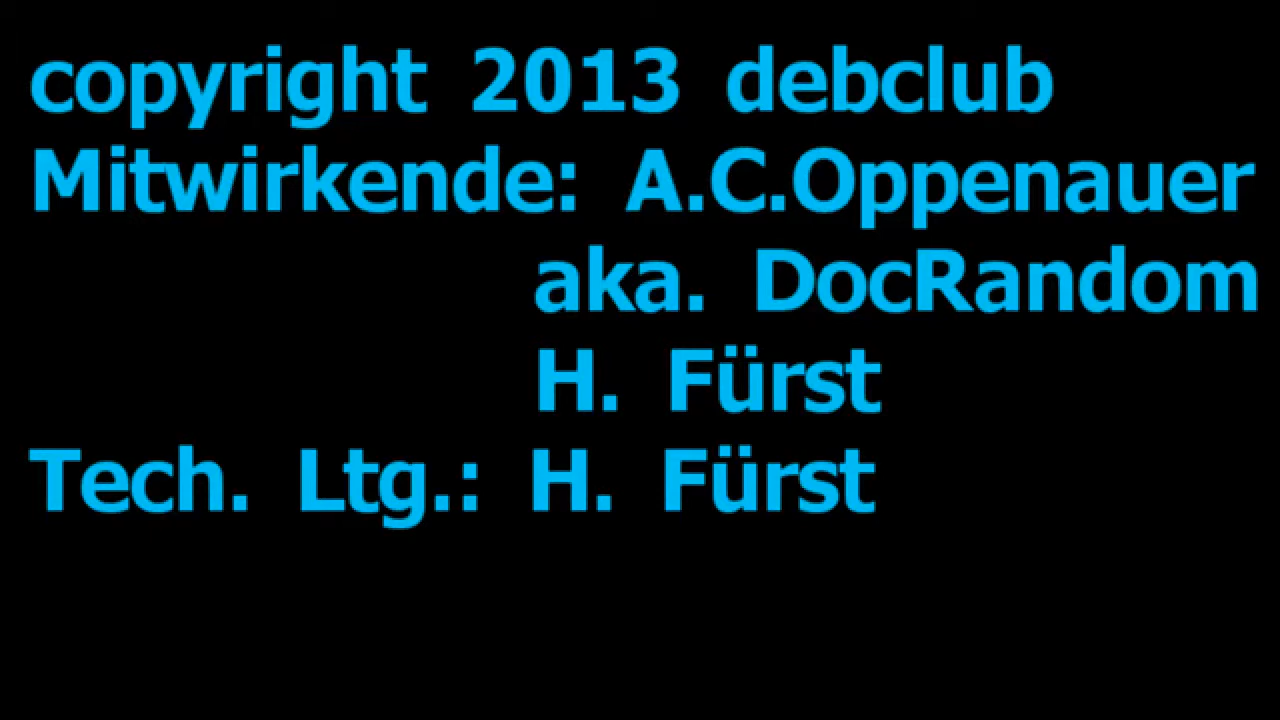 copyright 2013 debclub
Mitwirkende: A.C.Oppenauer
aka. DocRandom
H. Fürst
Tech. Ltg.: H. Fürst